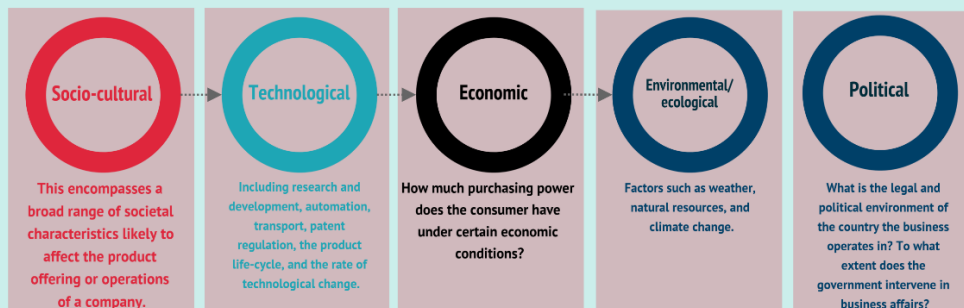 Socio-cultural
This encompasses a
broad range of societal
characteristics likely to
affect the product
offering or operations
of a company.
Technological
Including research and
development, automation,
transport, patent
regulation, the product
life-cycle, and the rate of
technological change.
Economic
How much purchasing power
does the consumer have
under certain economic
conditions?
Environmental/
ecological
Factors such as weather,
natural resources, and
climate change.
Political
What is the legal and
political environment of
the country the business
operates in? To what
extent does the
government intervene in
business affairs?